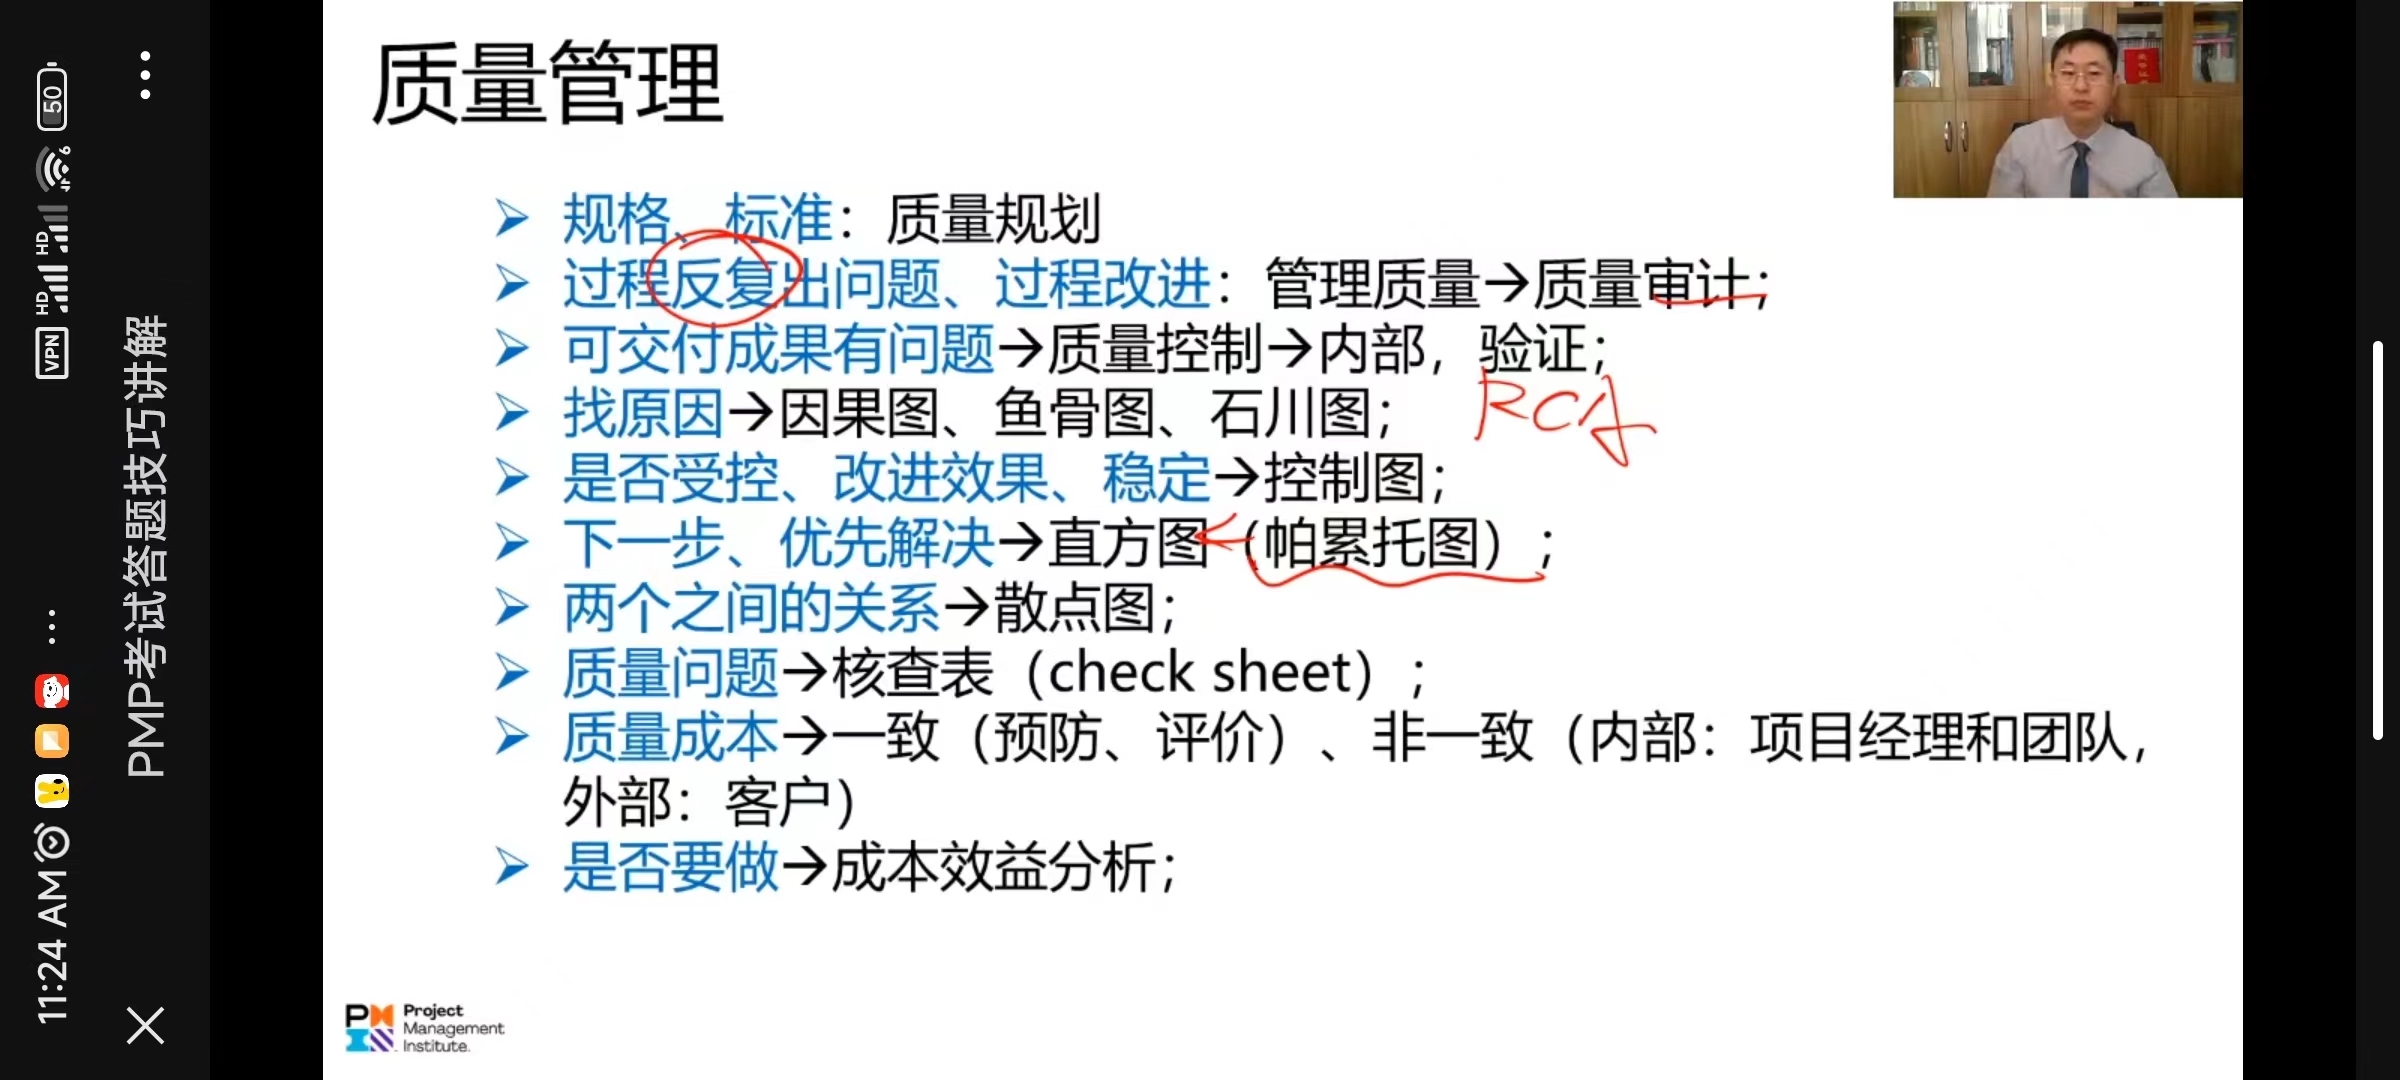 11:24 AM
50
6
HD
HD
VPN
PMP考试答题技巧讲解
质量管理
规格、标准：质量规划
过程反复出问题、过程改进：管理质量→质量审计；
可交付成果有问题→质量控制→内部，验证；
找原因→因果图、鱼骨图、石川图；
RCA
是否受控、改进效果、稳定→控制图；
下一步、优先解决→直方图（帕累托图）；
两个之间的关系→散点图；
质量问题→核查表（check sheet）；
质量成本→一致（预防、评价）、非一致（内部：项目经理和团队，
外部：客户）
是否要做→成本效益分析；
Project
Management
Institute.